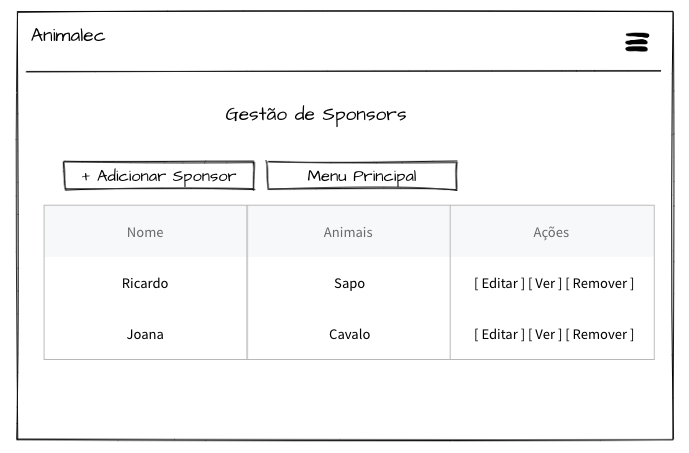 Animalec
Gestão de Sponsors
+ Adicionar Sponsor Menu Principal
Nome Animais Ações
Ricardo Sapo [ Editar ] [ Ver ] [ Remover ]
Joana Cavalo [ Editar ] [ Ver ] [ Remover ]